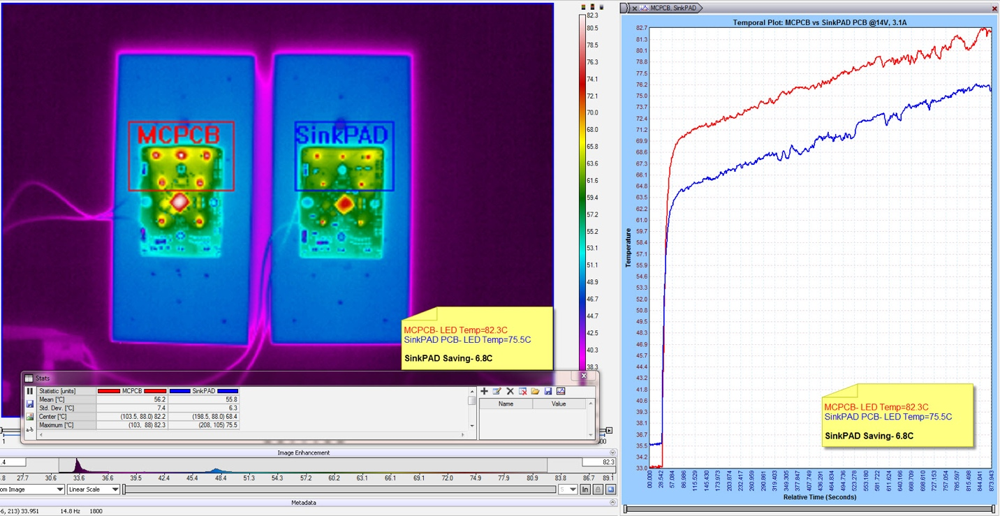 MCPCB
SinkPAD
82.3
80.5
78.5
76.3
74.1
72.1
70.0
68.0
65.8
63.6
61.6
59.4
57.2
55.2
53.1
51.1
48.9
46.7
44.7
42.5
40.3
38.3
MCPCB- LED Temp=82.3C
SinkPAD PCB- LED Temp=75.5C
SinkPAD Saving- 6.8C
Stats
Statistic [units] MCPCB SinkPAD
Mean [°C] 56.2 55.8
Std. Dev. [°C] 7.4 6.3
Center [°C] (103.5, 88.0) 82.2 (198.5, 88.0) 68.4
Maximum [°C] (103, 88) 82.3 (208, 105) 75.5
Name Value
a-b
1
Image Enhancement
.4 82.3
27.7 30.6 33.6 36.6 39.5 42.4 45.4 48.4 51.3 54.3 57.2 60.2 63.1 66.1 69.1 72.0 74.9 77.9 80.9 83.8 86.7 89.1
om Image Linear Scale 5 In
Metadata
-6, 213) 33.951 14.8 Hz 1800
MCPCB, SinkPAD
Temporal Plot: MCPCB vs SinkPAD PCB @14V, 3.1A
Temperature
82.7
81.3
80.1
78.8
77.5
76.2
75.0
73.7
72.4
71.2
69.9
68.6
67.3
66.1
64.8
63.5
62.2
61.0
59.7
58.4
57.1
55.9
54.6
53.3
52.0
50.8
49.5
48.2
46.9
45.7
44.4
43.2
41.8
40.6
39.3
38.1
36.7
35.5
34.2
33.0
MCPCB- LED Temp=82.3C
SinkPAD PCB- LED Temp=75.5C
SinkPAD Saving- 6.8C
00.000 28.542 57.084 86.986 115.529 145.430 173.973 203.874 232.417 260.959 290.861 319.403 349.305 377.847 407.749 436.291 464.834 494.736 523.278 553.180 581.722 611.624 640.166 668.709 698.610 727.153 757.054 785.597 815.498 844.041 873.943
Relative Time (Seconds)